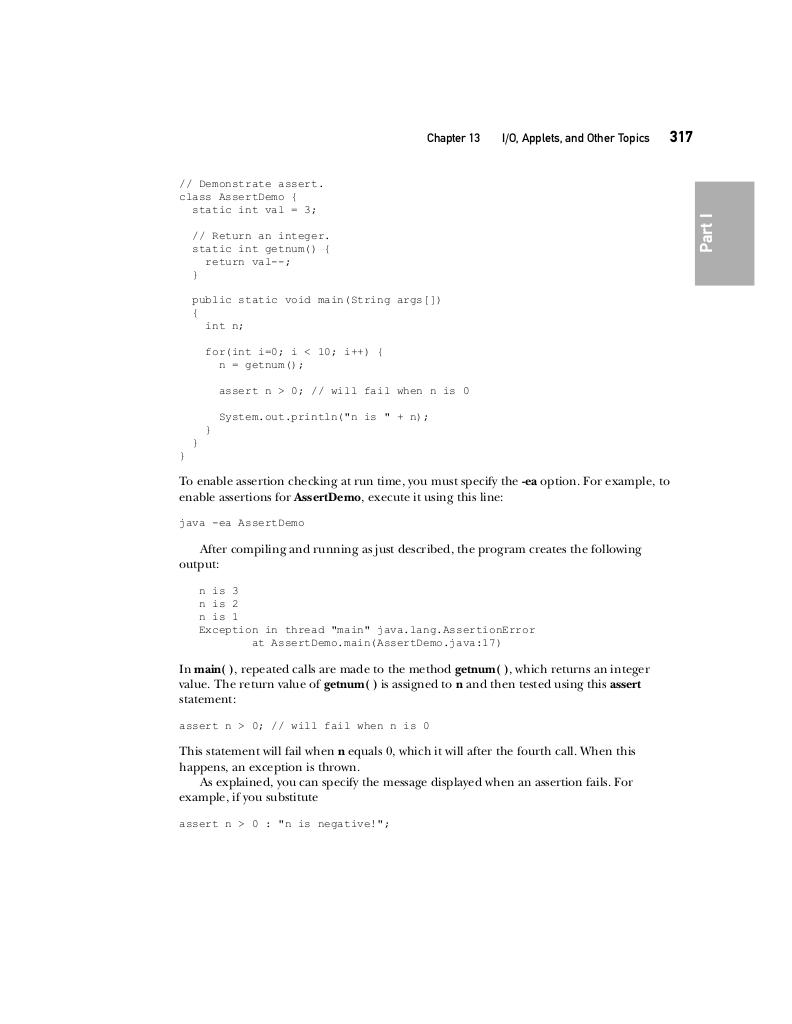 Chapter 13 I/O, Applets, and Other Topics 317
Part I
// Demonstrate assert.
class AssertDemo {
  static int val = 3;

  // Return an integer.
  static int getnum() {
    return val--;
  }

  public static void main(String args[])
  {
    int n;

    for(int i=0; i < 10; i++) {
      n = getnum();

      assert n > 0; // will fail when n is 0

      System.out.println("n is " + n);
    }
  }
}
To enable assertion checking at run time, you must specify the -ea option. For example, to
enable assertions for AssertDemo, execute it using this line:
java -ea AssertDemo
After compiling and running as just described, the program creates the following
output:
n is 3
n is 2
n is 1
Exception in thread "main" java.lang.AssertionError
        at AssertDemo.main(AssertDemo.java:17)
In main( ), repeated calls are made to the method getnum( ), which returns an integer
value. The return value of getnum( ) is assigned to n and then tested using this assert
statement:
assert n > 0; // will fail when n is 0
This statement will fail when n equals 0, which it will after the fourth call. When this
happens, an exception is thrown.
As explained, you can specify the message displayed when an assertion fails. For
example, if you substitute
assert n > 0 : "n is negative!";